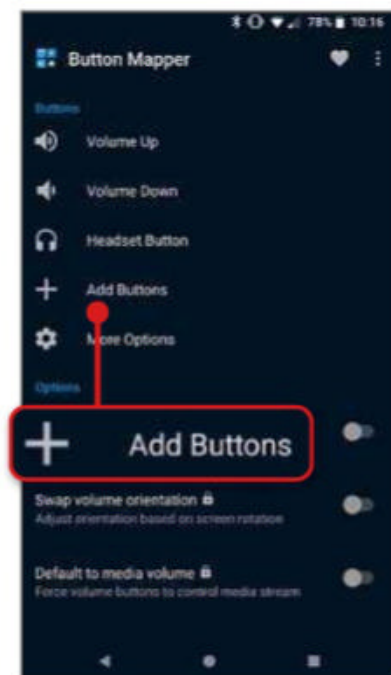 78% 10:16
Button Mapper
Buttons
Volume Up
Volume Down
Headset Button
Add Buttons
More Options
Options
Add Buttons
Swap volume orientation
Adjust orientation based on screen rotation
Default to media volume
Force volume buttons to control media stream